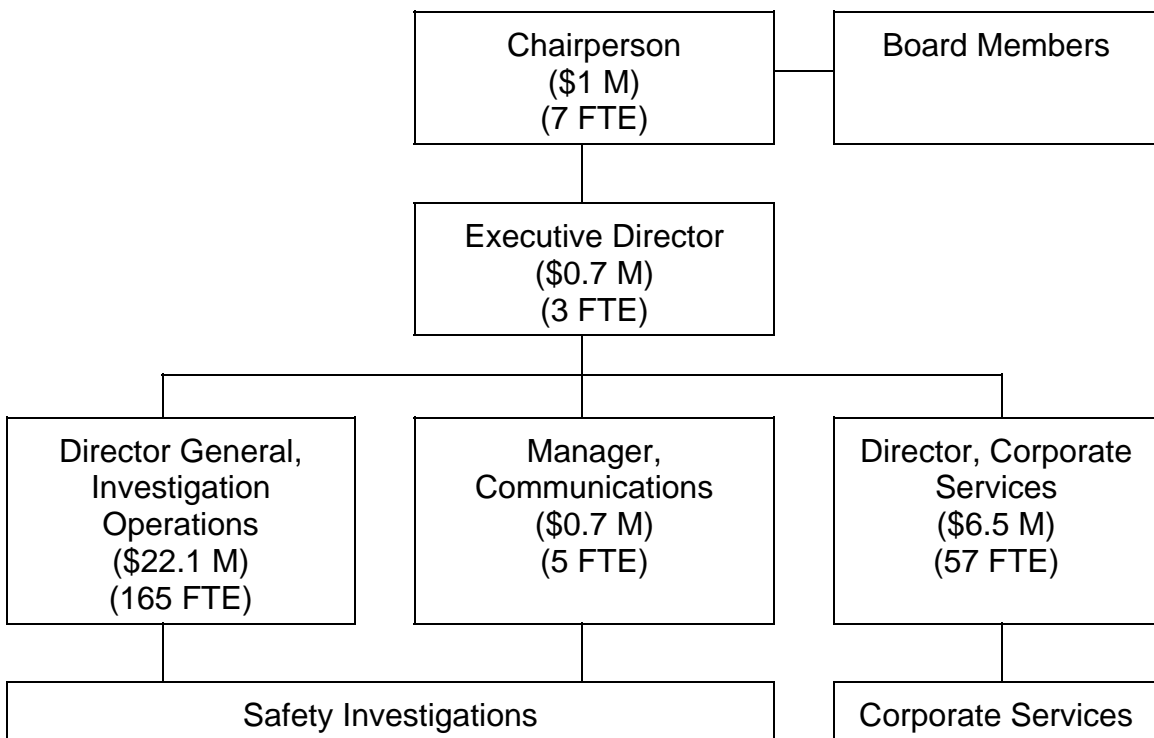 Chairperson
($1 M)
(7 FTE)
Board Members
Executive Director
($0.7 M)
(3 FTE)
Director General,
Investigation
Operations
($22.1 M)
(165 FTE)
Manager,
Communications
($0.7 M)
(5 FTE)
Director, Corporate
Services
($6.5 M)
(57 FTE)
Safety Investigations
Corporate Services